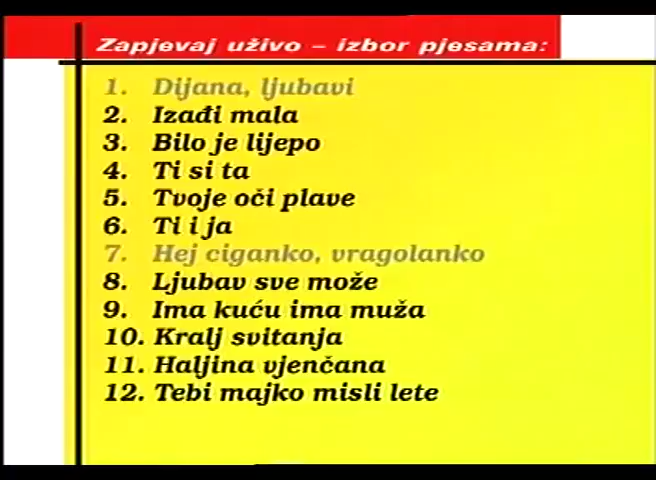 Zapjevaj uživo – izbor pjesama:
1. Dijana, ljubavi
2. Izađi mala
3. Bilo je lijepo
4. Ti si ta
5. Tvoje oči plave
6. Ti i ja
7. Hej ciganko, vragolanko
8. Ljubav sve može
9. Ima kuću ima muža
10. Kralj svitanja
11. Haljina vjenčana
12. Tebi majko misli lete